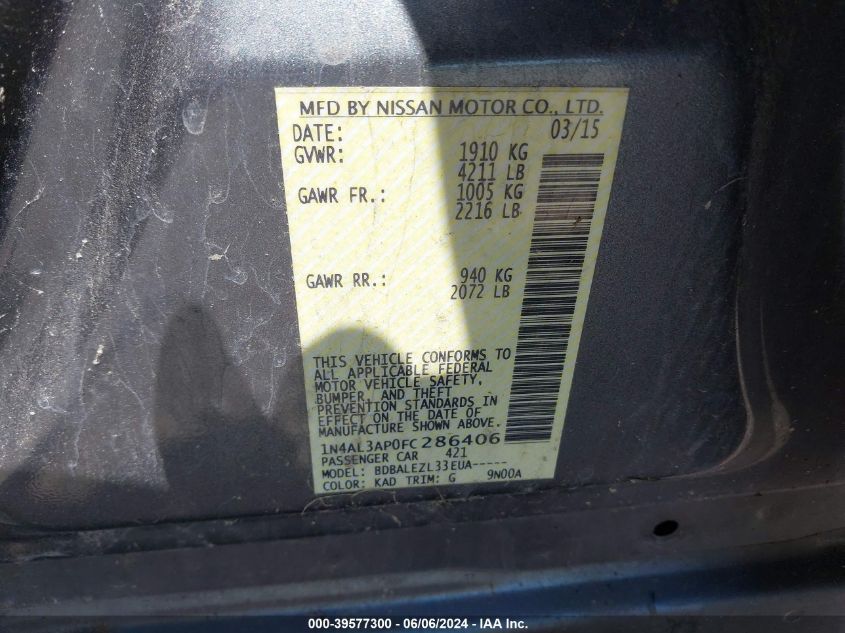 MFD BY NISSAN MOTOR CO., LTD.
DATE: 03/15
GVWR: 1910 KG
4211 LB
GAWR FR.: 1005 KG
2216 LB
GAWR RR.: 940 KG
2072 LB
THIS VEHICLE CONFORMS TO
ALL APPLICABLE FEDERAL
MOTOR VEHICLE SAFETY,
BUMPER, AND THEFT
PREVENTION STANDARDS IN
EFFECT ON THE DATE OF
MANUFACTURE SHOWN ABOVE.
1N4AL3AP0FC286406
PASSENGER CAR 421
MODEL: BDBALEZL33EUA-----
COLOR: KAD TRIM: G 9N00A
000-39577300 - 06/06/2024 - IAA Inc.